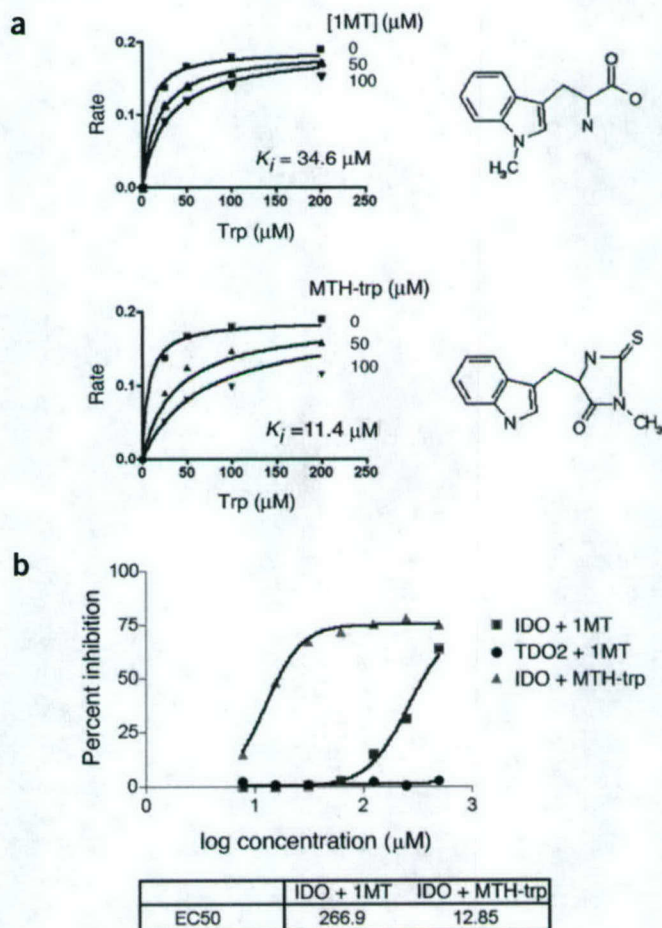 a
[1MT] (µM)
0.2
0.1
0.0
Rate
0
50
100
Ki = 34.6 µM
0 50 100 150 200 250
Trp (µM)
O
O
N
N
H₃C
MTH-trp (µM)
0.2
0.1
0.0
Rate
0
50
100
Ki =11.4 µM
0 50 100 150 200 250
Trp (µM)
N
S
N
O
N
CH₃
b
100
75
50
25
0
Percent inhibition
0 1 2 3
log concentration (µM)
IDO + 1MT
TDO2 + 1MT
IDO + MTH-trp
IDO + 1MT IDO + MTH-trp
EC50 266.9 12.85